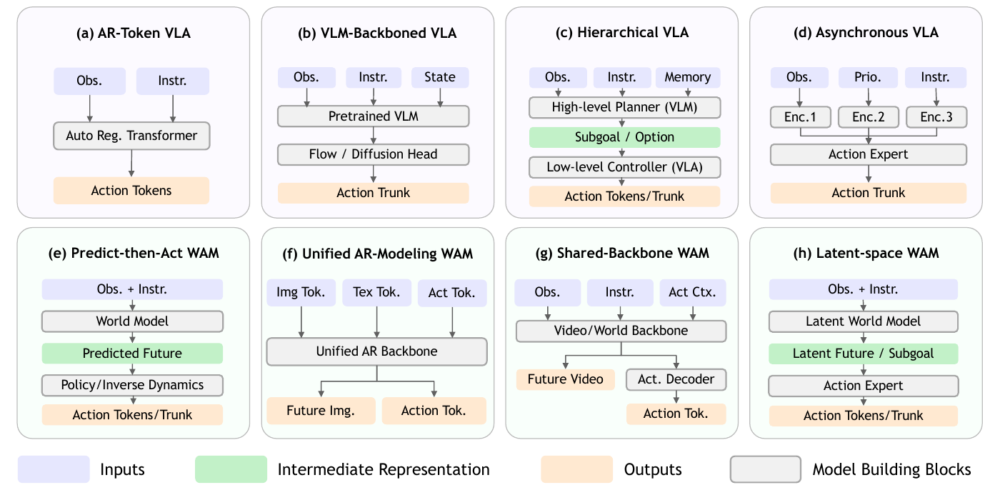 (a) AR-Token VLA
Obs.
Instr.
Auto Reg. Transformer
Action Tokens
(b) VLM-Backboned VLA
Obs.
Instr.
State
Pretrained VLM
Flow / Diffusion Head
Action Trunk
(c) Hierarchical VLA
Obs.
Instr.
Memory
High-level Planner (VLM)
Subgoal / Option
Low-level Controller (VLA)
Action Tokens/Trunk
(d) Asynchronous VLA
Obs.
Prio.
Instr.
Enc.1
Enc.2
Enc.3
Action Expert
Action Trunk
(e) Predict-then-Act WAM
Obs. + Instr.
World Model
Predicted Future
Policy/Inverse Dynamics
Action Tokens/Trunk
(f) Unified AR-Modeling WAM
Img Tok.
Tex Tok.
Act Tok.
Unified AR Backbone
Future Img.
Action Tok.
(g) Shared-Backbone WAM
Obs.
Instr.
Act Ctx.
Video/World Backbone
Future Video
Act. Decoder
Action Tok.
(h) Latent-space WAM
Obs. + Instr.
Latent World Model
Latent Future / Subgoal
Action Expert
Action Tokens/Trunk
Inputs
Intermediate Representation
Outputs
Model Building Blocks